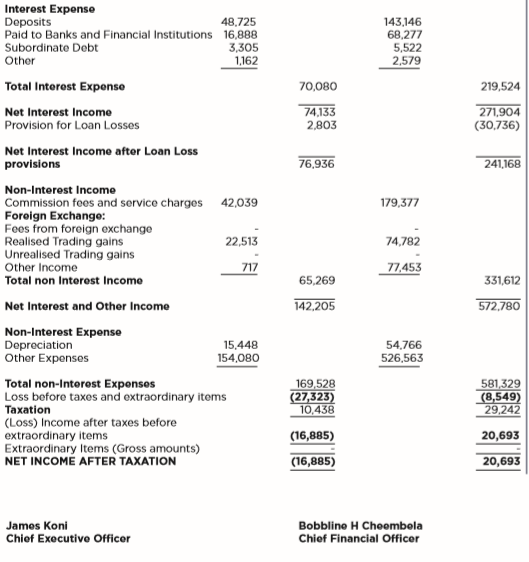 Interest Expense
Deposits 48,725 143,146
Paid to Banks and Financial Institutions 16,888 68,277
Subordinate Debt 3,305 5,522
Other 1,162 2,579
Total Interest Expense 70,080 219,524
Net Interest Income 74,133 271,904
Provision for Loan Losses 2,803 (30,736)
Net Interest Income after Loan Loss
provisions 76,936 241,168
Non-Interest Income
Commission fees and service charges 42,039 179,377
Foreign Exchange:
Fees from foreign exchange - -
Realised Trading gains 22,513 74,782
Unrealised Trading gains - -
Other Income 717 77,453
Total non Interest Income 65,269 331,612
Net Interest and Other Income 142,205 572,780
Non-Interest Expense
Depreciation 15,448 54,766
Other Expenses 154,080 526,563
Total non-Interest Expenses 169,528 581,329
Loss before taxes and extraordinary items (27,323) (8,549)
Taxation 10,438 29,242
(Loss) Income after taxes before
extraordinary items (16,885) 20,693
Extraordinary Items (Gross amounts) - -
NET INCOME AFTER TAXATION (16,885) 20,693
James Koni Bobbline H Cheembela
Chief Executive Officer Chief Financial Officer